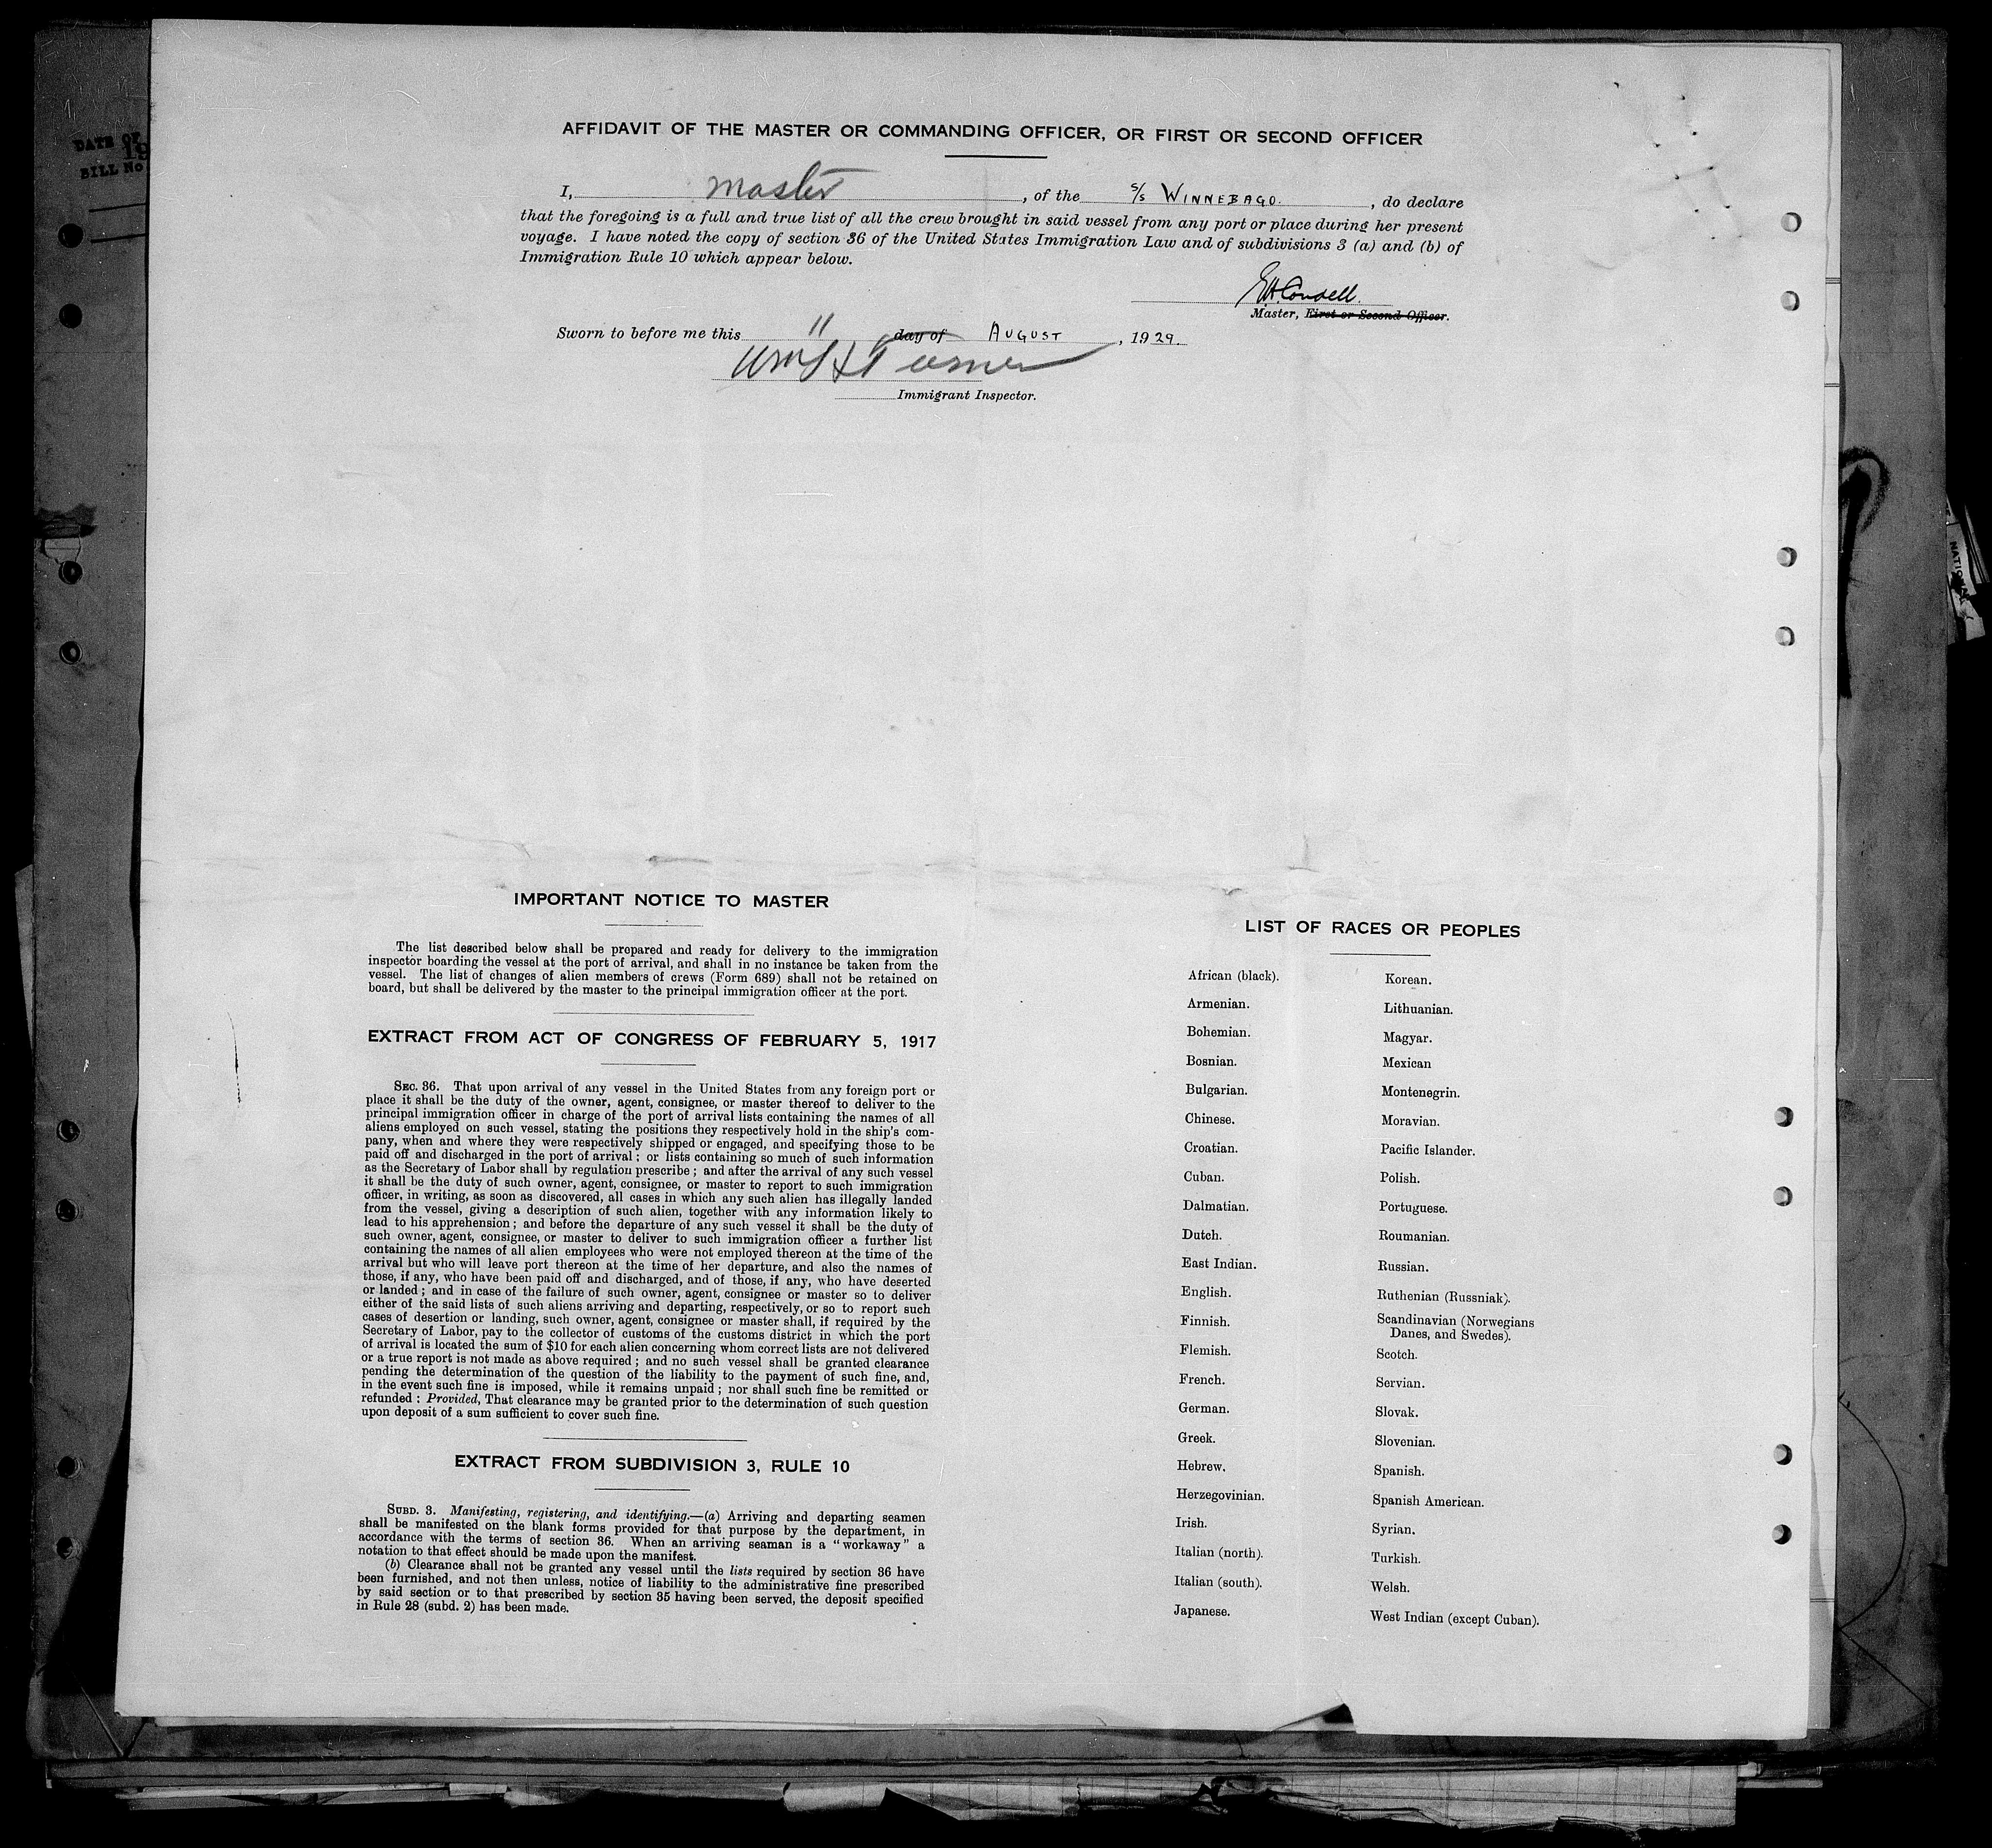 DATE OF
19
BILL No
AFFIDAVIT OF THE MASTER OR COMMANDING OFFICER, OR FIRST OR SECOND OFFICER
I, master, of the s/s WINNEBAGO., do declare
that the foregoing is a full and true list of all the crew brought in said vessel from any port or place during her present
voyage. I have noted the copy of section 36 of the United States Immigration Law and of subdivisions 3 (a) and (b) of
Immigration Rule 10 which appear below.
Master, First or Second Officer.
Sworn to before me this 11 day of AUGUST, 1929.
Immigrant Inspector.
IMPORTANT NOTICE TO MASTER
The list described below shall be prepared and ready for delivery to the immigration
inspector boarding the vessel at the port of arrival, and shall in no instance be taken from the
vessel. The list of changes of alien members of crews (Form 689) shall not be retained on
board, but shall be delivered by the master to the principal immigration officer at the port.
EXTRACT FROM ACT OF CONGRESS OF FEBRUARY 5, 1917
SEC. 36. That upon arrival of any vessel in the United States from any foreign port or
place it shall be the duty of the owner, agent, consignee, or master thereof to deliver to the
principal immigration officer in charge of the port of arrival lists containing the names of all
aliens employed on such vessel, stating the positions they respectively hold in the ship's com-
pany, when and where they were respectively shipped or engaged, and specifying those to be
paid off and discharged in the port of arrival; or lists containing so much of such information
as the Secretary of Labor shall by regulation prescribe; and after the arrival of any such vessel
it shall be the duty of such owner, agent, consignee, or master to report to such immigration
officer, in writing, as soon as discovered, all cases in which any such alien has illegally landed
from the vessel, giving a description of such alien, together with any information likely to
lead to his apprehension; and before the departure of any such vessel it shall be the duty of
such owner, agent, consignee, or master to deliver to such immigration officer a further list
containing the names of all alien employees who were not employed thereon at the time of the
arrival but who will leave port thereon at the time of her departure, and also the names of
those, if any, who have been paid off and discharged, and of those, if any, who have deserted
or landed; and in case of the failure of such owner, agent, consignee or master so to deliver
either of the said lists of such aliens arriving and departing, respectively, or so to report such
cases of desertion or landing, such owner, agent, consignee or master shall, if required by the
Secretary of Labor, pay to the collector of customs of the customs district in which the port
of arrival is located the sum of $10 for each alien concerning whom correct lists are not delivered
or a true report is not made as above required; and no such vessel shall be granted clearance
pending the determination of the question of the liability to the payment of such fine, and,
in the event such fine is imposed, while it remains unpaid; nor shall such fine be remitted or
refunded: Provided, That clearance may be granted prior to the determination of such question
upon deposit of a sum sufficient to cover such fine.
EXTRACT FROM SUBDIVISION 3, RULE 10
SUBD. 3. Manifesting, registering, and identifying.—(a) Arriving and departing seamen
shall be manifested on the blank forms provided for that purpose by the department, in
accordance with the terms of section 36. When an arriving seaman is a "workaway" a
notation to that effect should be made upon the manifest.
(b) Clearance shall not be granted any vessel until the lists required by section 36 have
been furnished, and not then unless, notice of liability to the administrative fine prescribed
by said section or to that prescribed by section 35 having been served, the deposit specified
in Rule 28 (subd. 2) has been made.
LIST OF RACES OR PEOPLES
African (black).
Armenian.
Bohemian.
Bosnian.
Bulgarian.
Chinese.
Croatian.
Cuban.
Dalmatian.
Dutch.
East Indian.
English.
Finnish.
Flemish.
French.
German.
Greek.
Hebrew.
Herzegovinian.
Irish.
Italian (north).
Italian (south).
Japanese.
Korean.
Lithuanian.
Magyar.
Mexican
Montenegrin.
Moravian.
Pacific Islander.
Polish.
Portuguese.
Roumanian.
Russian.
Ruthenian (Russniak).
Scandinavian (Norwegians
Danes, and Swedes).
Scotch.
Servian.
Slovak.
Slovenian.
Spanish.
Spanish American.
Syrian.
Turkish.
Welsh.
West Indian (except Cuban).